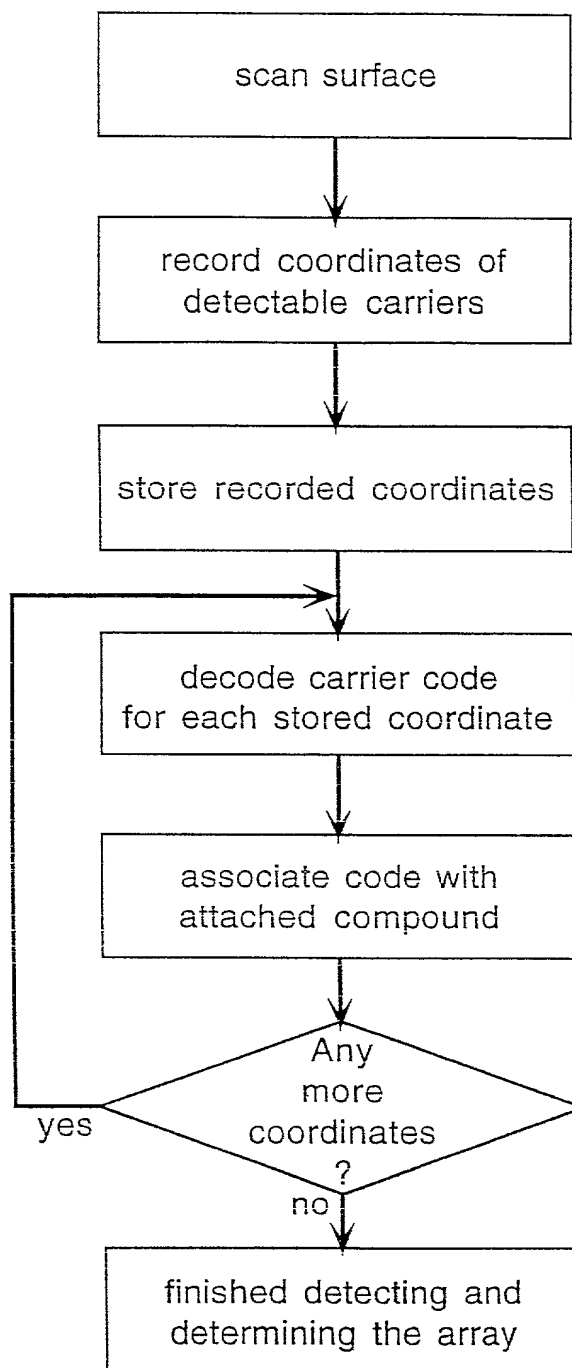 scan surface
record coordinates of
detectable carriers
store recorded coordinates
decode carrier code
for each stored coordinate
associate code with
attached compound
Any
more
coordinates
?
yes
no
finished detecting and
determining the array